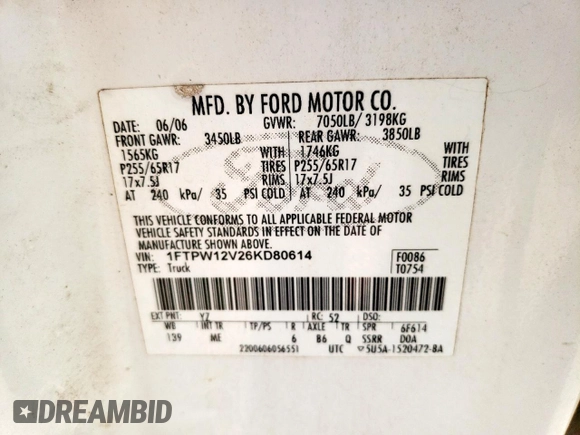 MFD. BY FORD MOTOR CO.
DATE: 06/06 GVWR: 7050LB/ 3198KG
FRONT GAWR: 3450LB REAR GAWR: 3850LB
1565KG WITH 1746KG WITH
P255/65R17 TIRES P255/65R17 TIRES
17x7.5J RIMS 17x7.5J RIMS
AT 240 kPa/ 35 PSI COLD AT 240 kPa/ 35 PSI COLD
THIS VEHICLE CONFORMS TO ALL APPLICABLE FEDERAL MOTOR
VEHICLE SAFETY STANDARDS IN EFFECT ON THE DATE OF
MANUFACTURE SHOWN ABOVE.
VIN: 1FTPW12V26KD80614 F0086
TYPE: Truck T0754
EXT PNT: YZ RC: 52
WB INT TR TP/PS R AXLE TR SPR 6F614
139 ME 6 B6 Q SSRR DOA
2200606056551 UTC 5U5A-1520472-BA
DREAMBID